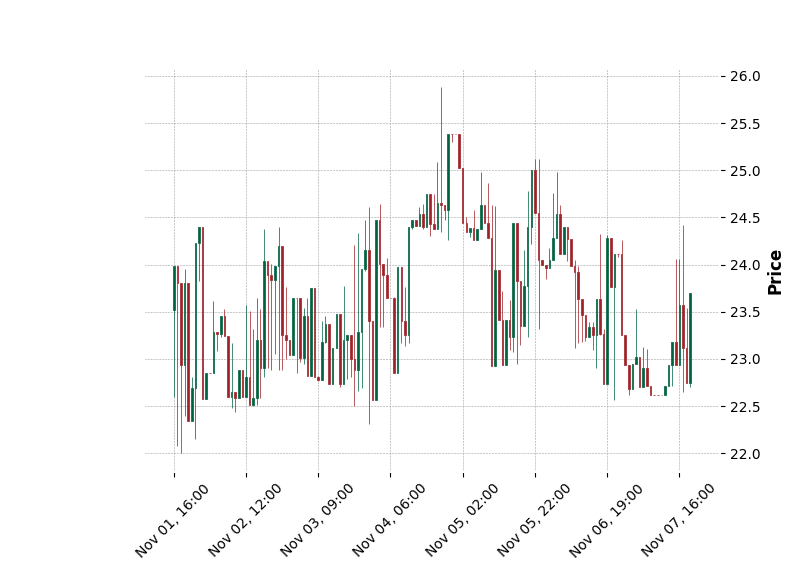 26.0
25.5
25.0
24.5
24.0
23.5
23.0
22.5
22.0
Price
Nov 01, 16:00
Nov 02, 12:00
Nov 03, 09:00
Nov 04, 06:00
Nov 05, 02:00
Nov 05, 22:00
Nov 06, 19:00
Nov 07, 16:00